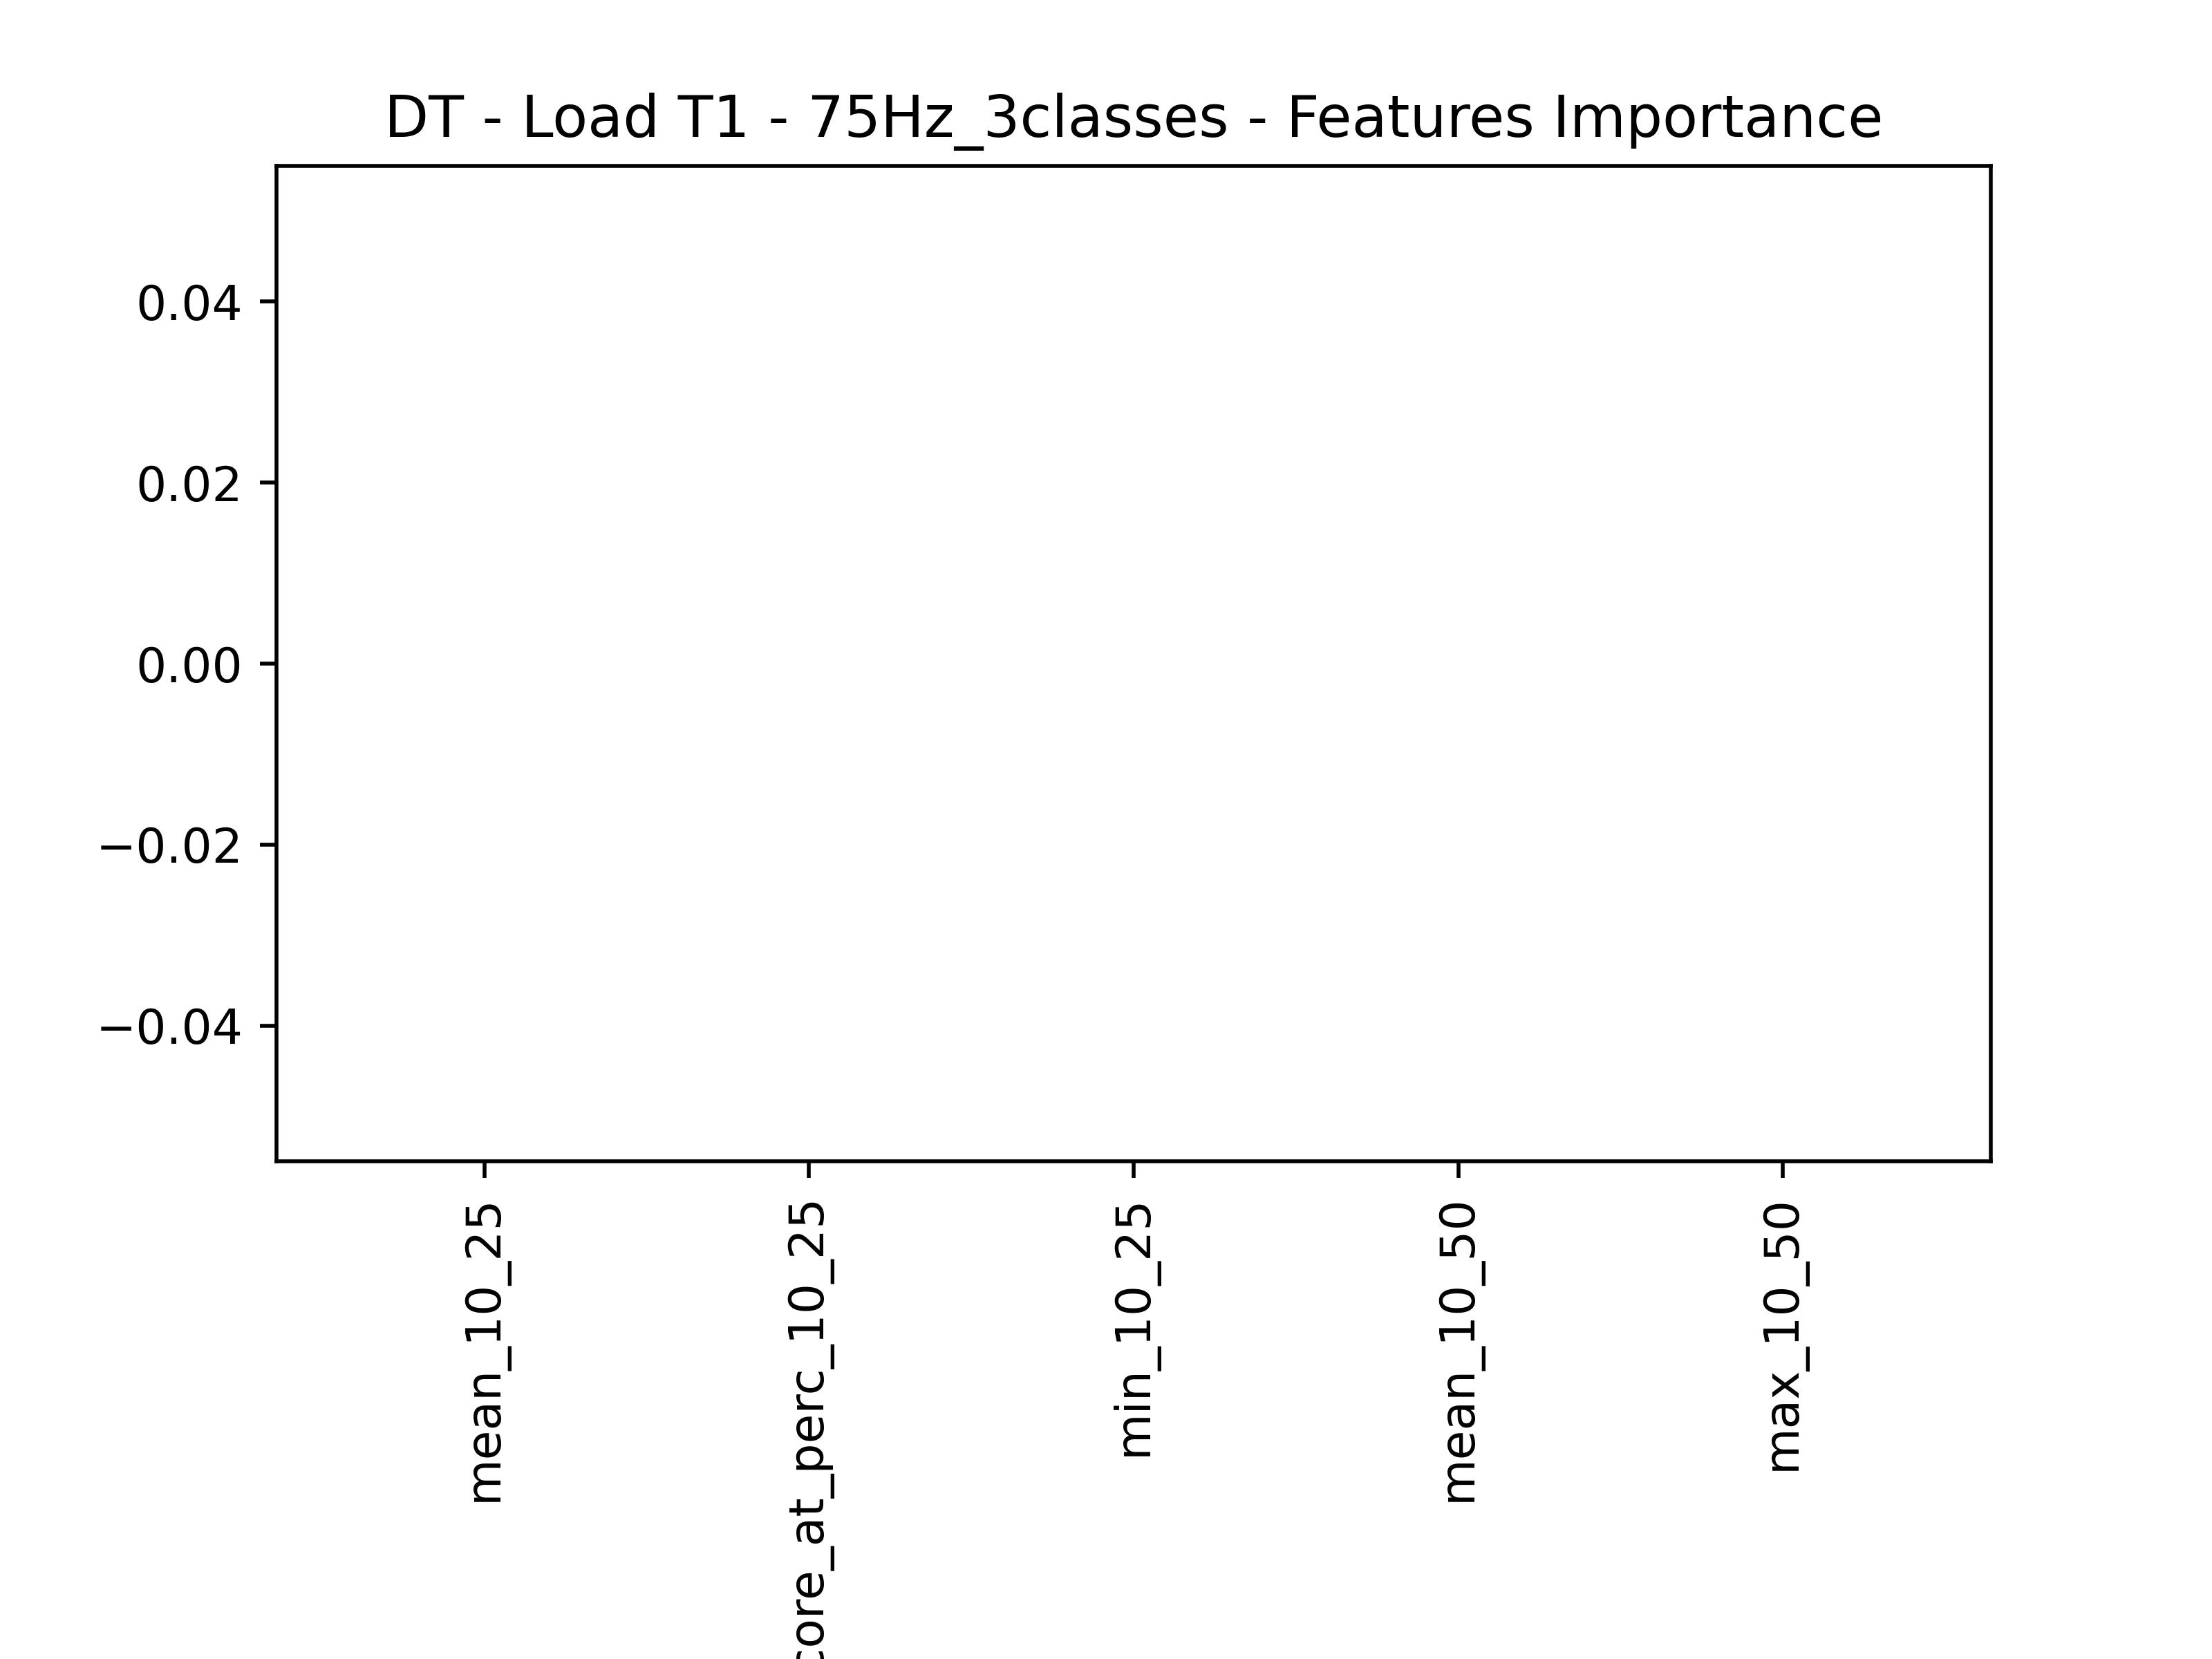 DT - Load T1 - 75Hz_3classes - Features Importance
0.04
0.02
0.00
−0.02
−0.04
mean_10_25
core_at_perc_10_25
min_10_25
mean_10_50
max_10_50